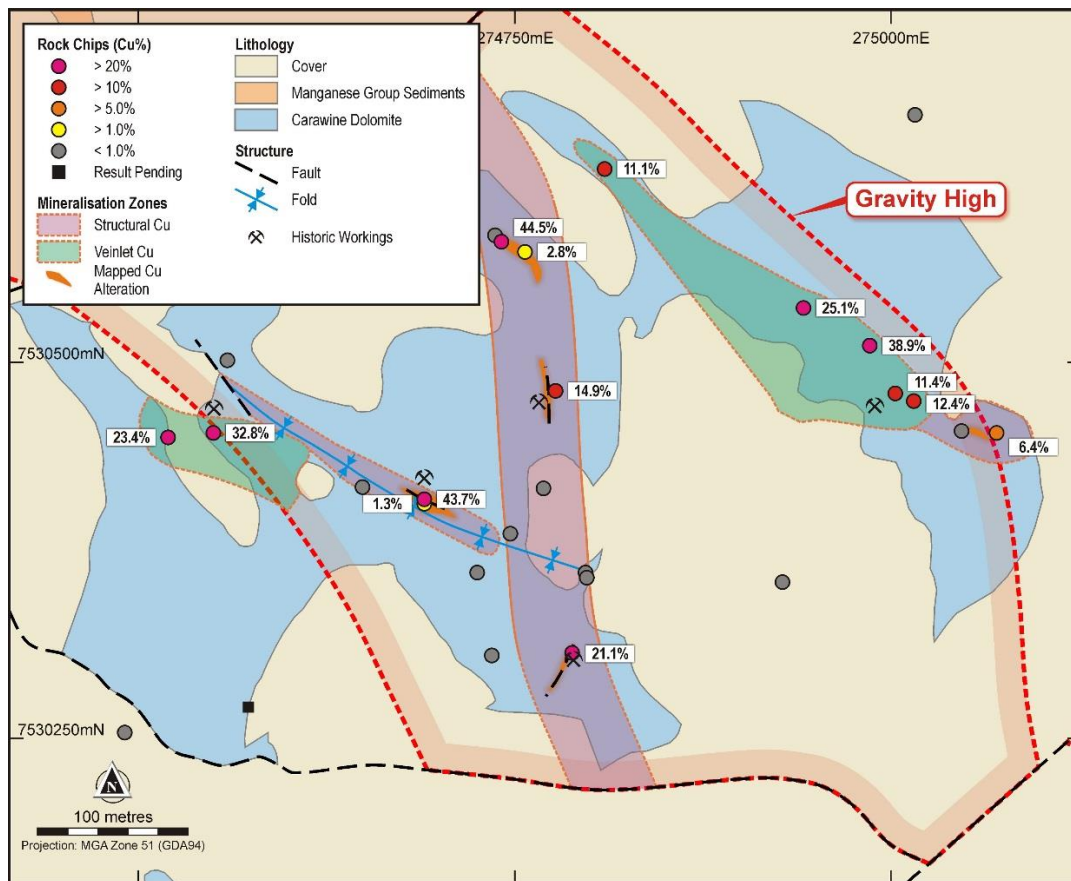 274750mE
275000mE
Rock Chips (Cu%)
> 20%
> 10%
> 5.0%
> 1.0%
< 1.0%
Result Pending
Mineralisation Zones
Structural Cu
Veinlet Cu
Mapped Cu
Alteration
Lithology
Cover
Manganese Group Sediments
Carawine Dolomite
Structure
Fault
Fold
Historic Workings
11.1%
Gravity High
44.5%
2.8%
25.1%
38.9%
7530500mN
14.9%
11.4%
12.4%
23.4%
32.8%
6.4%
1.3%
43.7%
21.1%
7530250mN
N
100 metres
Projection: MGA Zone 51 (GDA94)